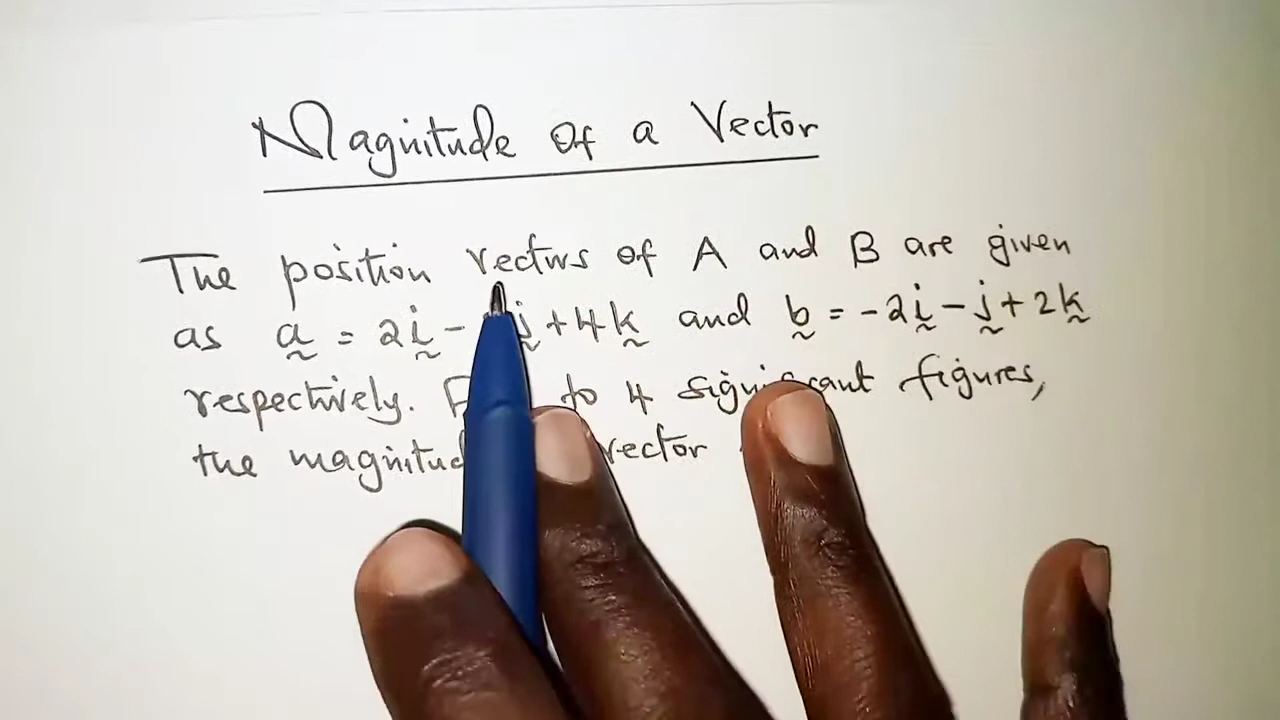 Magnitude of a Vector
The position vectors of A and B are given
as a = 2i - j + 4k and b = -2i - j + 2k
respectively. to 4 significant figures,
the vector